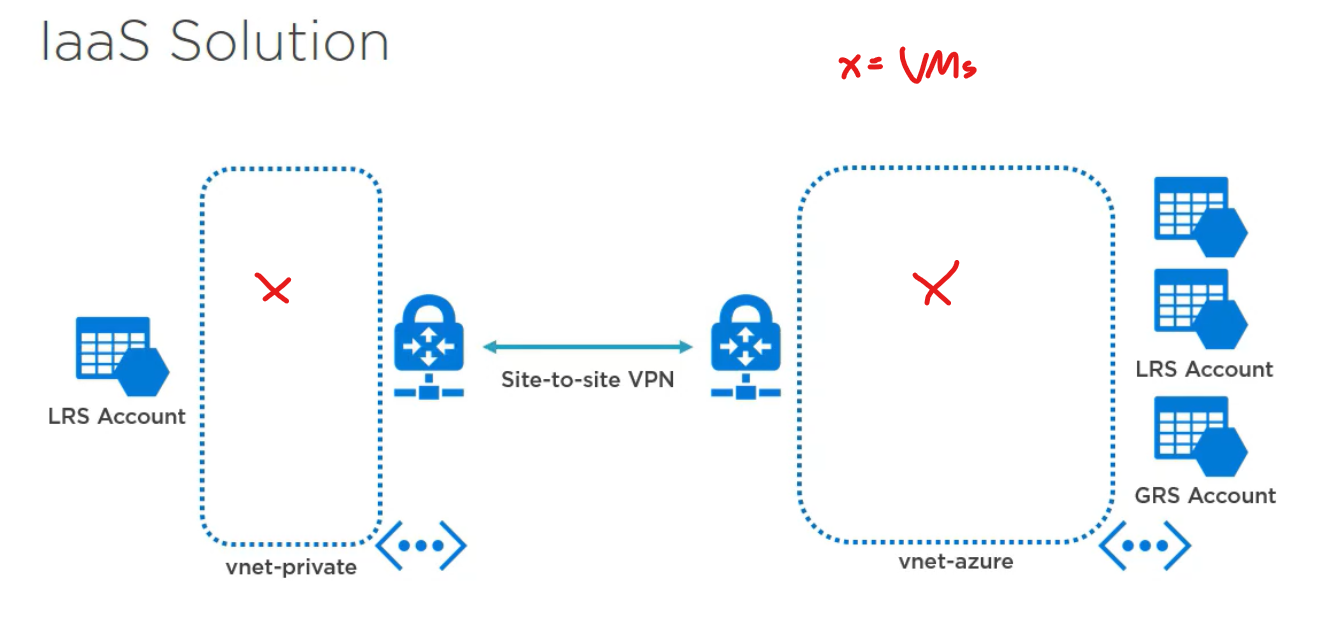 IaaS Solution
x = VMs
x
x
Site-to-site VPN
LRS Account
LRS Account
GRS Account
vnet-private
vnet-azure